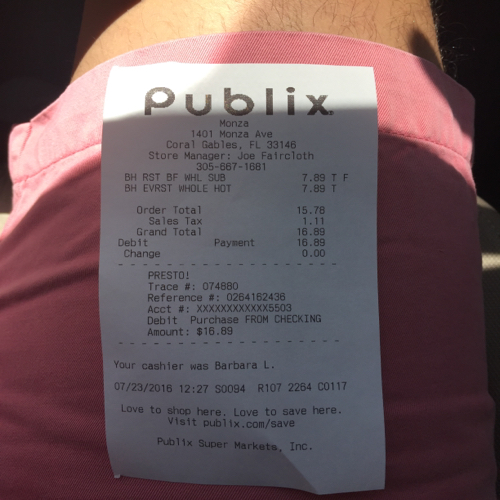 Publix.
Monza
1401 Monza Ave
Coral Gables, FL 33146
Store Manager: Joe Faircloth
305-667-1681
BH RST BF WHL SUB 7.89 T F
BH EVRST WHOLE HOT 7.89 T
Order Total 15.78
Sales Tax 1.11
Grand Total 16.89
Debit Payment 16.89
Change 0.00
- - - - - - - - - - - - - - - - - - - -
PRESTO!
Trace #: 074880
Reference #: 0264162436
Acct #: XXXXXXXXXXXX5503
Debit Purchase FROM CHECKING
Amount: $16.89
- - - - - - - - - - - - - - - - - - - -
Your cashier was Barbara L.
07/23/2016 12:27 S0094 R107 2264 C0117
Love to shop here. Love to save here.
Visit publix.com/save
Publix Super Markets, Inc.